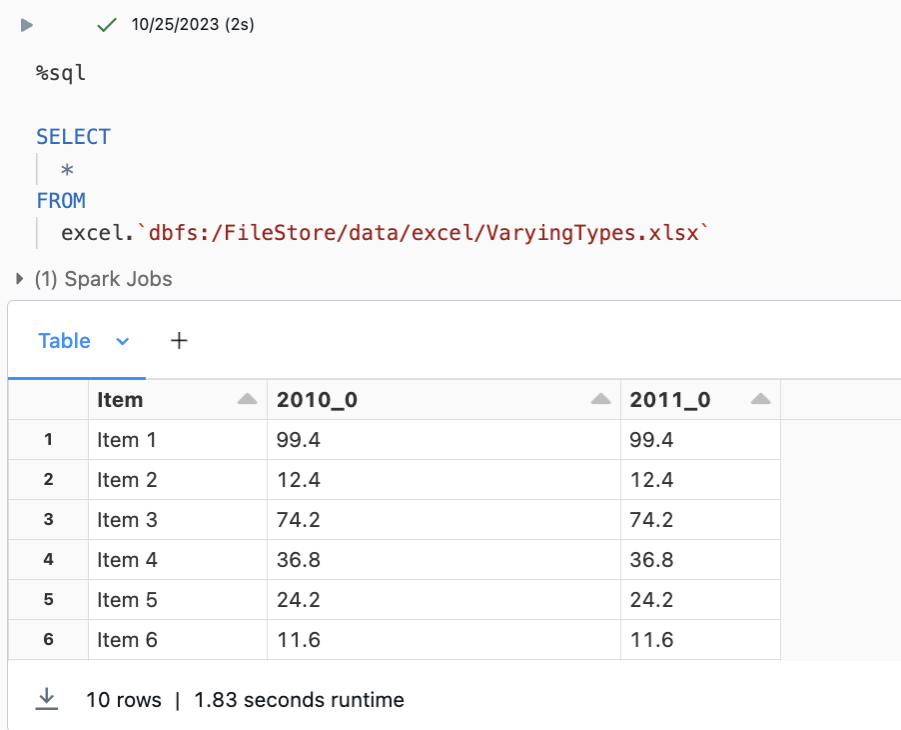 10/25/2023 (2s)
%sql
SELECT
*
FROM
excel.`dbfs:/FileStore/data/excel/VaryingTypes.xlsx`
(1) Spark Jobs
Table +
Item 2010_0 2011_0
1 Item 1 99.4 99.4
2 Item 2 12.4 12.4
3 Item 3 74.2 74.2
4 Item 4 36.8 36.8
5 Item 5 24.2 24.2
6 Item 6 11.6 11.6
10 rows | 1.83 seconds runtime